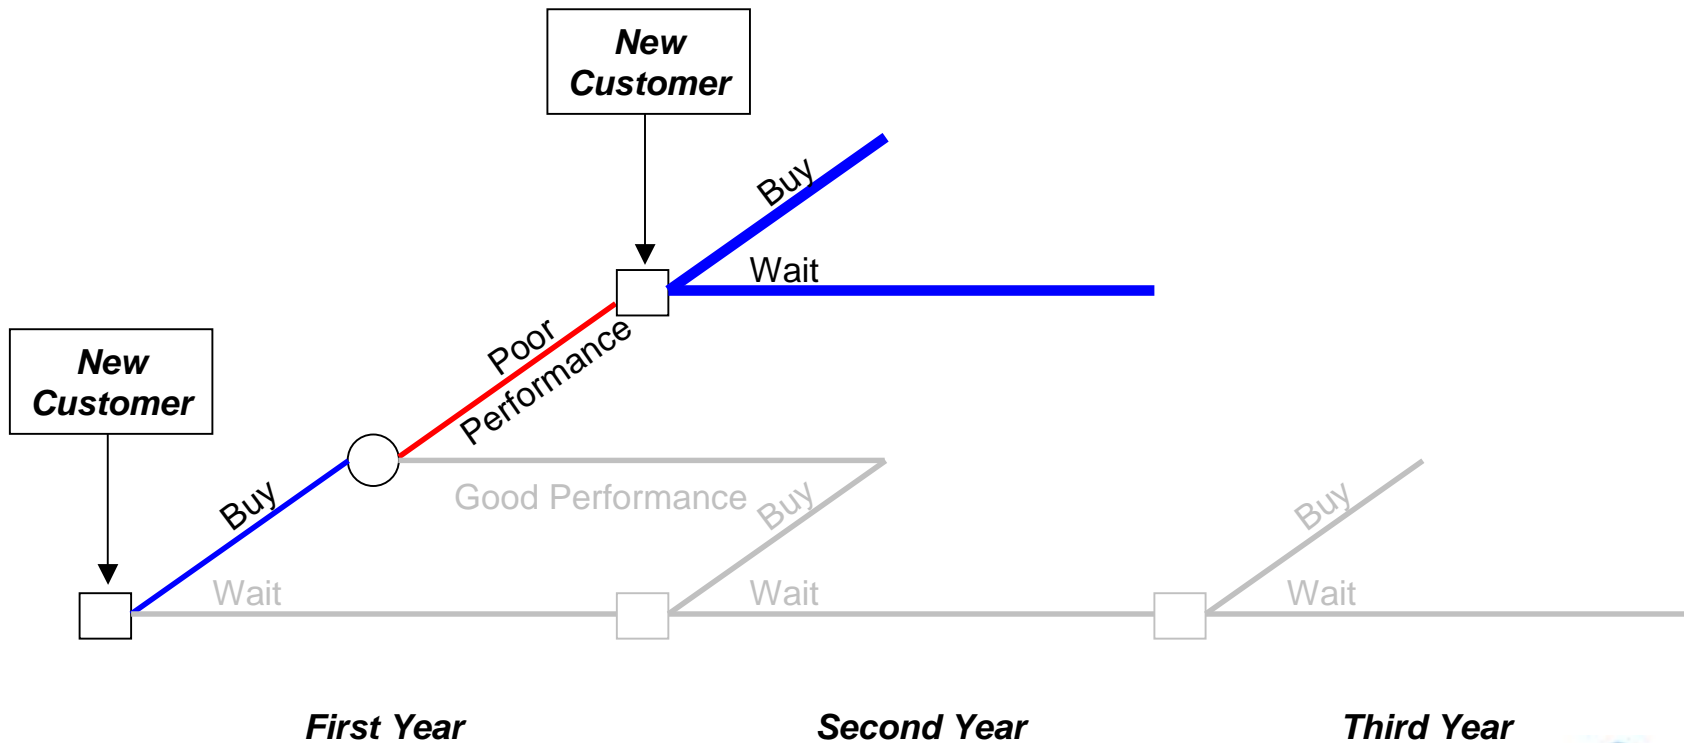 New
Customer
Buy
Wait
Poor
Performance
New
Customer
Buy
Good Performance
Buy
Buy
Wait
Wait
Wait
First Year
Second Year
Third Year